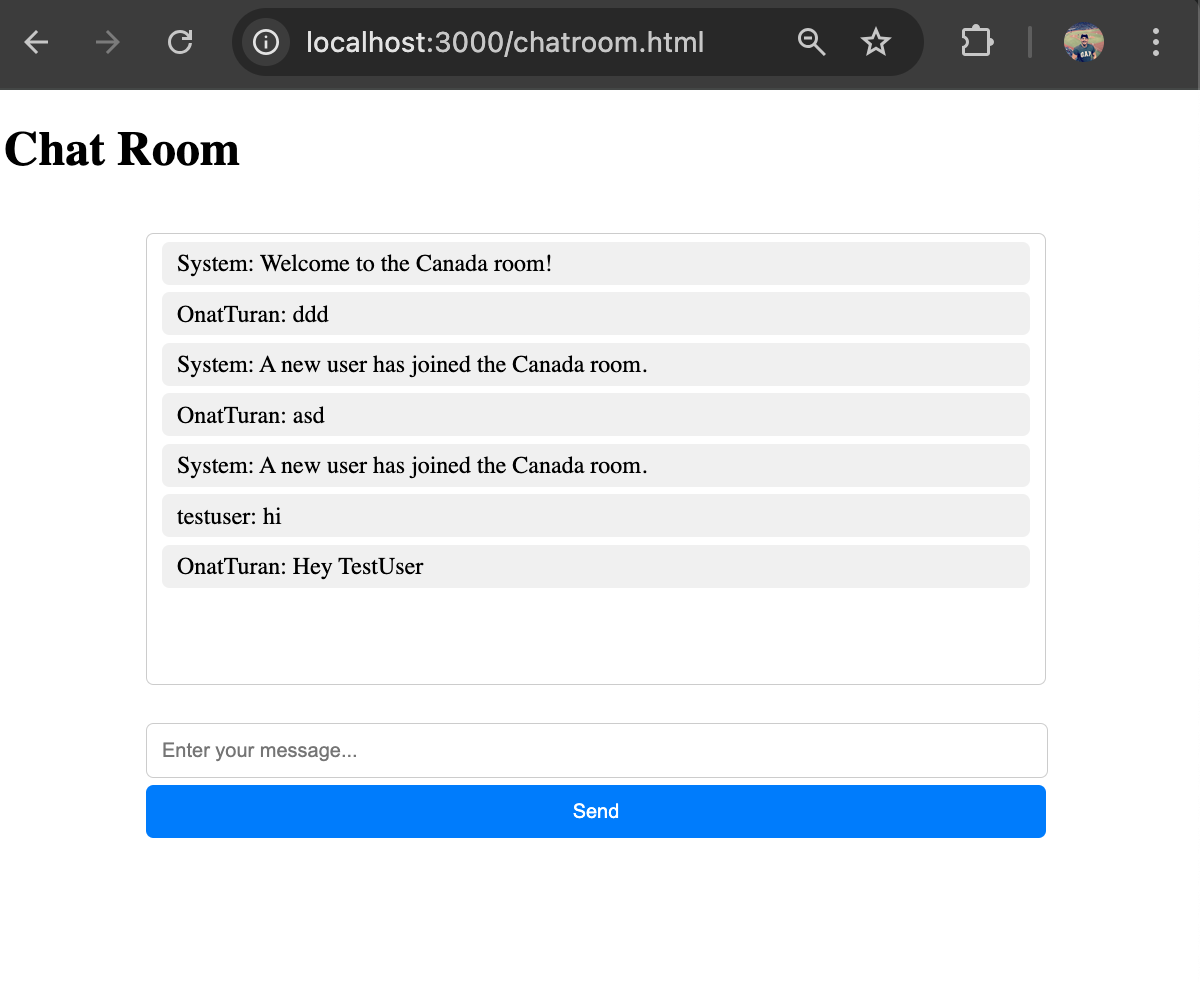 localhost:3000/chatroom.html
Chat Room
System: Welcome to the Canada room!
OnatTuran: ddd
System: A new user has joined the Canada room.
OnatTuran: asd
System: A new user has joined the Canada room.
testuser: hi
OnatTuran: Hey TestUser
Enter your message...
Send